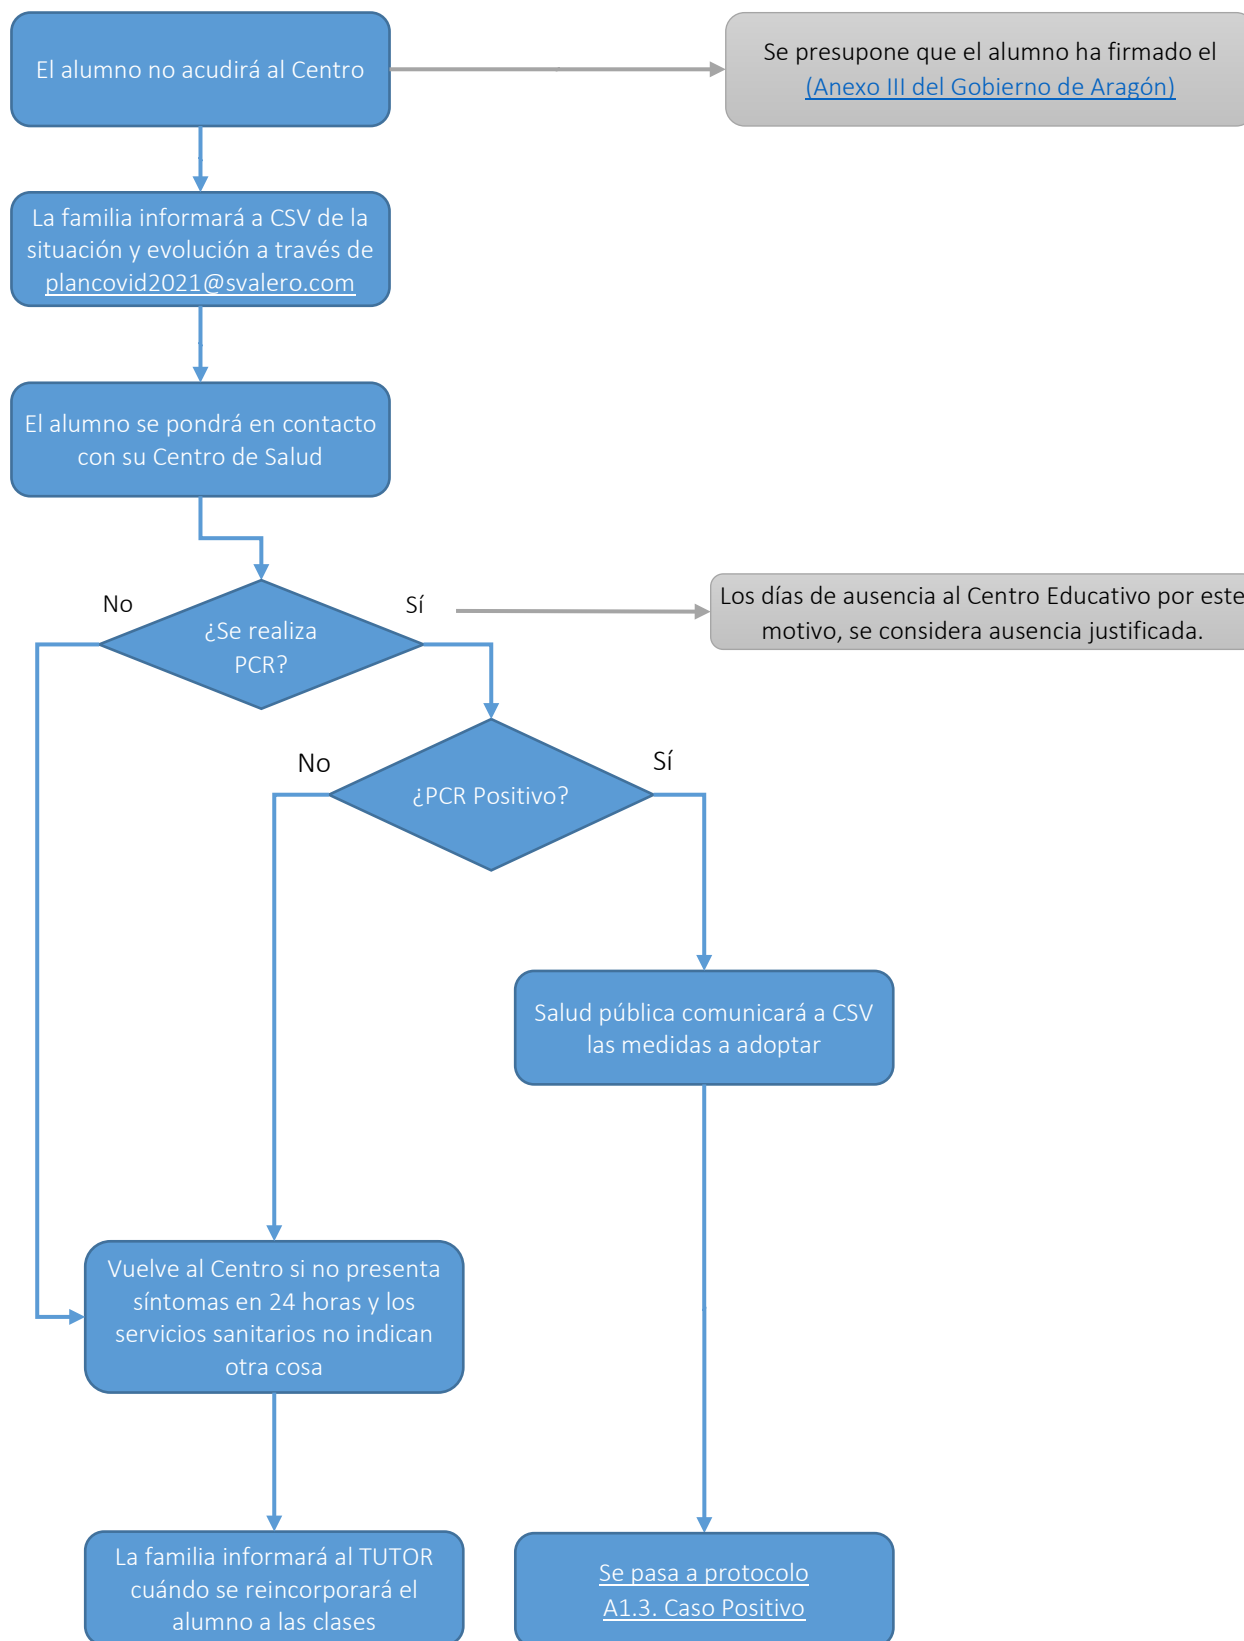 El alumno no acudirá al Centro
Se presupone que el alumno ha firmado el
(Anexo III del Gobierno de Aragón)
La familia informará a CSV de la
situación y evolución a través de
plancovid2021@svalero.com
El alumno se pondrá en contacto
con su Centro de Salud
No
Sí
¿Se realiza
PCR?
Los días de ausencia al Centro Educativo por este
motivo, se considera ausencia justificada.
No
Sí
¿PCR Positivo?
Salud pública comunicará a CSV
las medidas a adoptar
Vuelve al Centro si no presenta
síntomas en 24 horas y los
servicios sanitarios no indican
otra cosa
La familia informará al TUTOR
cuándo se reincorporará el
alumno a las clases
Se pasa a protocolo
A1.3. Caso Positivo